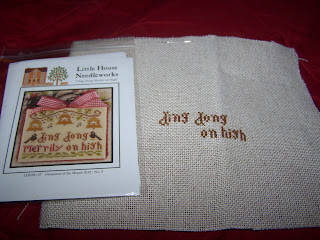 Little House
Needleworks
ding dong
merrily on high
ding dong
on high